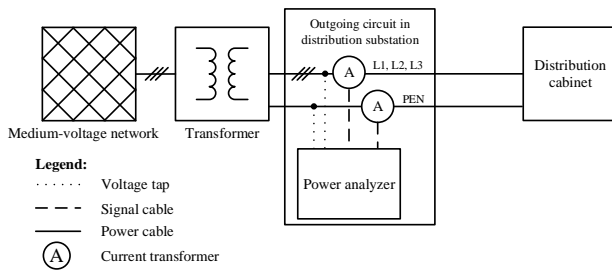 Outgoing circuit in
distribution substation
A
L1, L2, L3
A
PEN
Distribution
cabinet
Medium-voltage network
Transformer
Power analyzer
Legend:
Voltage tap
Signal cable
Power cable
A
Current transformer